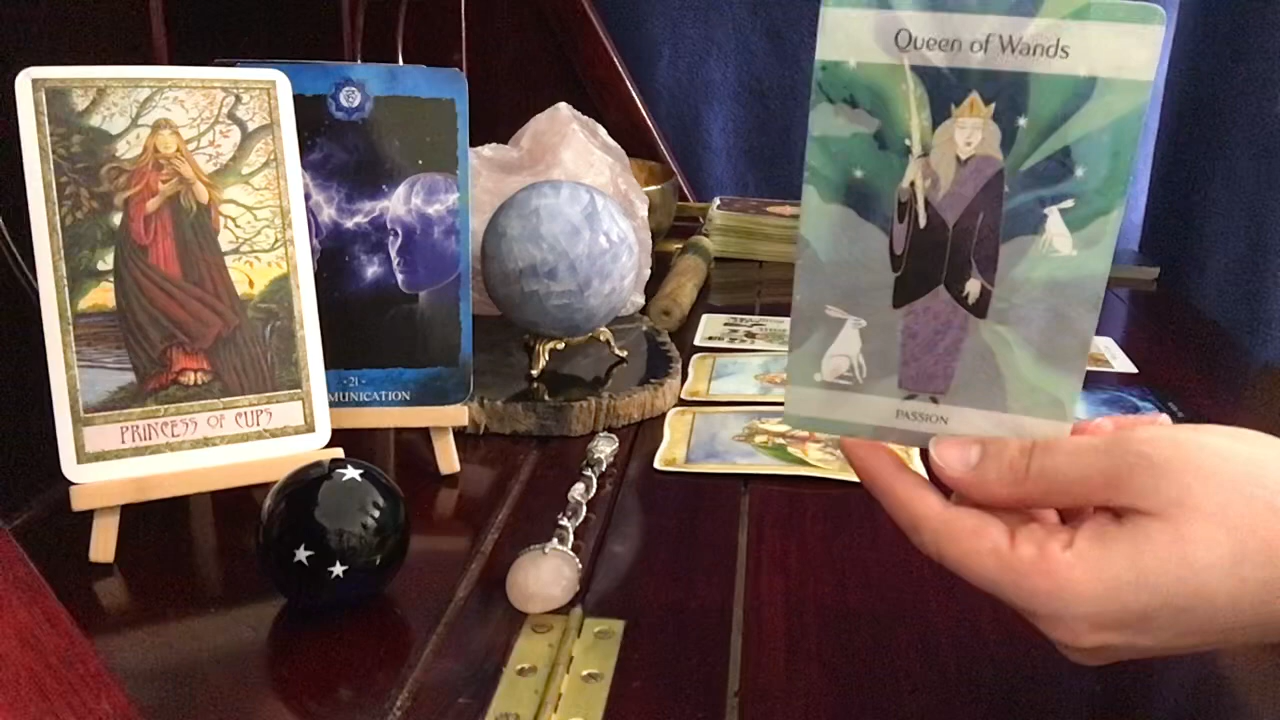 PRINCESS OF CUPS
-21-
MUNICATION
Queen of Wands
PASSION